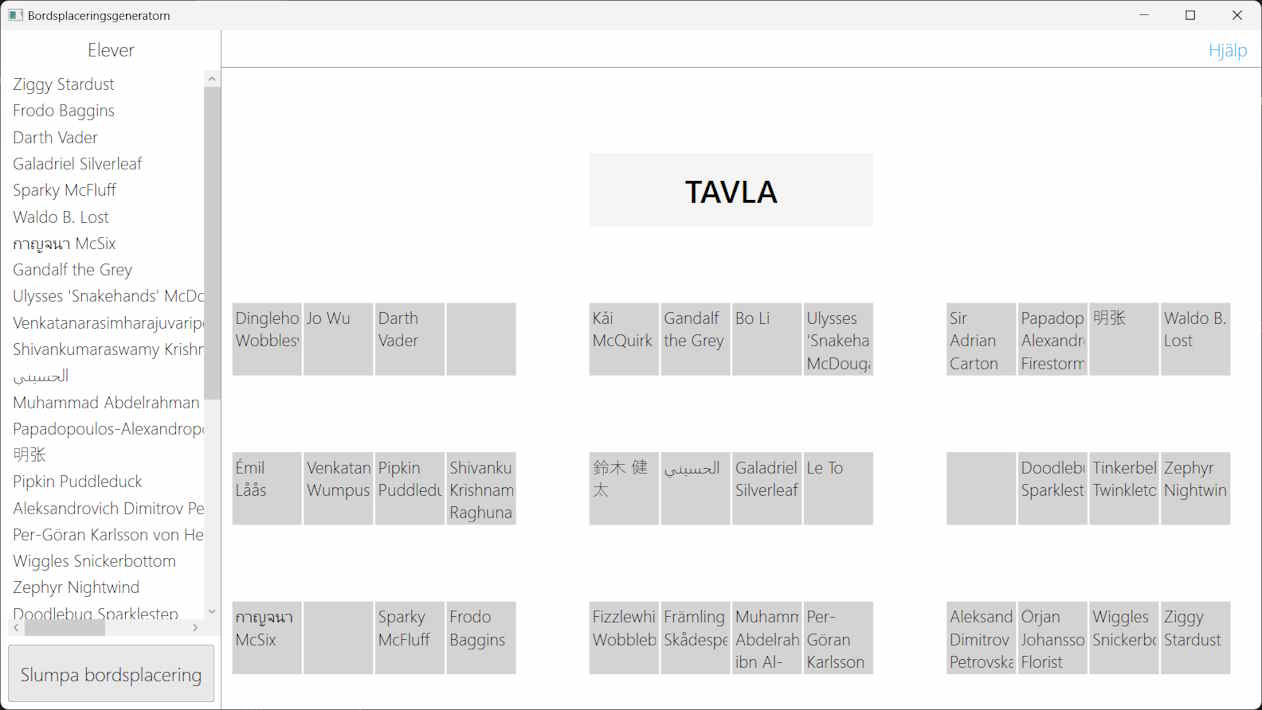 Bordsplaceringsgeneratorn
Elever
Hjälp
Ziggy Stardust
Frodo Baggins
Darth Vader
Galadriel Silverleaf
Sparky McFluff
Waldo B. Lost
กาญจนา McSix
Gandalf the Grey
Ulysses 'Snakehands' McDo
Venkatanarasimharajuvarip
Shivankumaraswamy Krishr
الحسيني
Muhammad Abdelrahman
Papadopoulos-Alexandropo
明张
Pipkin Puddleduck
Aleksandrovich Dimitrov Pe
Per-Göran Karlsson von He
Wiggles Snickerbottom
Zephyr Nightwind
Doodlebug Sparklestep
Slumpa bordsplacering
TAVLA
Dingleho
Wobbles
Jo Wu
Darth
Vader
Kåi
McQuirk
Gandalf
the Grey
Bo Li
Ulysses
'Snakeha
McDouga
Sir
Adrian
Carton
Papadop
Alexandr
Firestorm
明张
Waldo B.
Lost
Émil
Låås
Venkatan
Wumpus
Pipkin
Puddledu
Shivanku
Krishnam
Raghuna
鈴木 健
太
الحسيني
Galadriel
Silverleaf
Le To
Doodlebu
Sparklest
Tinkerbel
Twinkleto
Zephyr
Nightwin
กาญจนา
McSix
Sparky
McFluff
Frodo
Baggins
Fizzlewhi
Wobbleb
Främling
Skådespe
Muhamm
Abdelrah
ibn Al-
Per-
Göran
Karlsson
Aleksand
Dimitrov
Petrovska
Örjan
Johansso
Florist
Wiggles
Snickerbo
Ziggy
Stardust